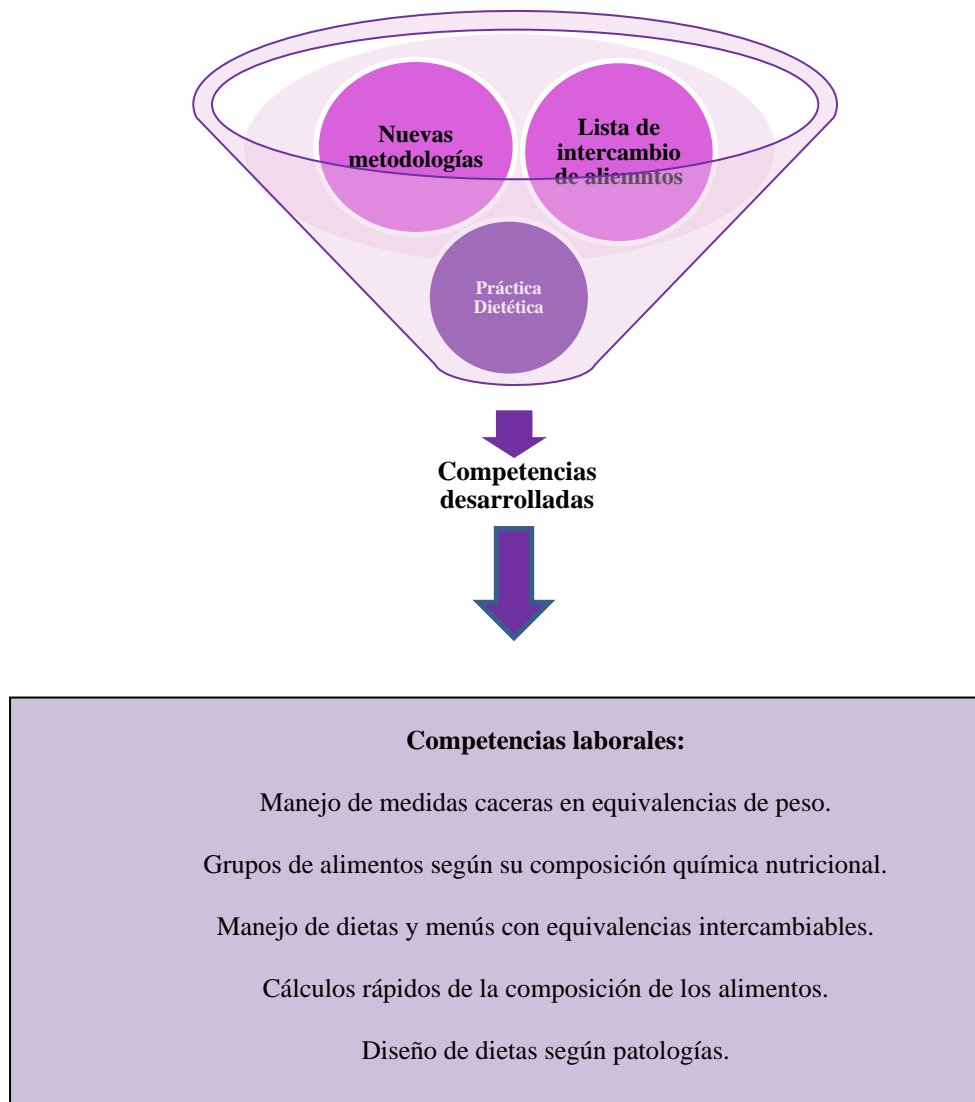 Nuevas
metodologías
Lista de
intercambio
de aliemntos
Práctica
Dietética
Competencias
desarrolladas
Competencias laborales:
Manejo de medidas caceras en equivalencias de peso.
Grupos de alimentos según su composición química nutricional.
Manejo de dietas y menús con equivalencias intercambiables.
Cálculos rápidos de la composición de los alimentos.
Diseño de dietas según patologías.